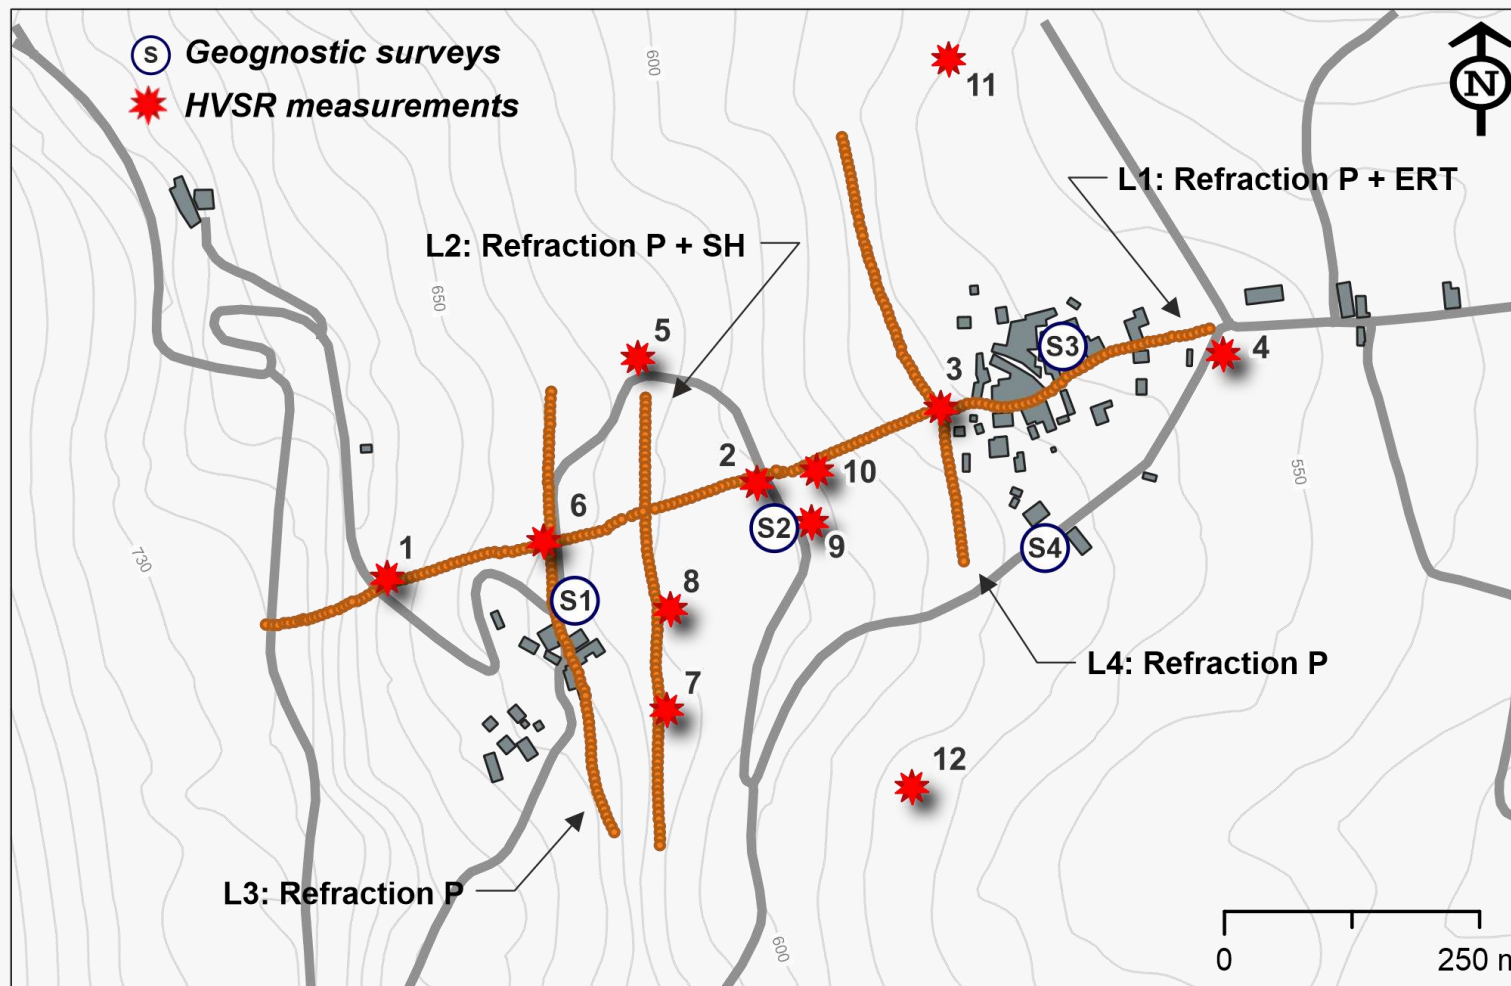 S Geognostic surveys
HVSR measurements
600
11
N
L1: Refraction P + ERT
L2: Refraction P + SH
650
5
S3
4
3
2
10
550
6
S2
9
S4
1
730
8
S1
L4: Refraction P
7
12
L3: Refraction P
600
0
250 m